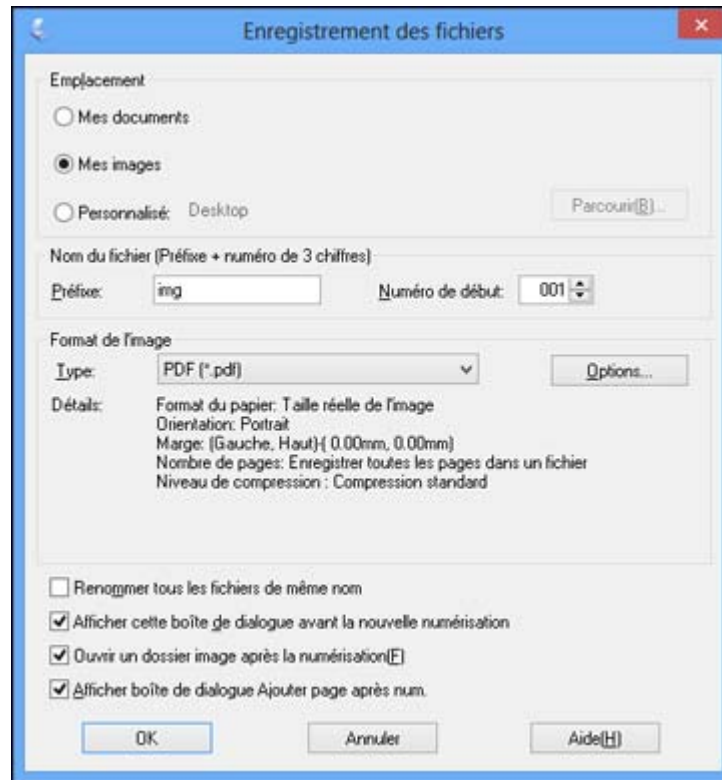 Enregistrement des fichiers
Emplacement
Mes documents
Mes images
Personnalisé: Desktop Parcourir(B)...
Nom du fichier (Préfixe + numéro de 3 chiffres)
Préfixe: img Numéro de début: 001
Format de l'image
Type: PDF (*.pdf) Options...
Détails: Format du papier: Taille réelle de l'image
Orientation: Portrait
Marge: (Gauche, Haut)-( 0.00mm, 0.00mm)
Nombre de pages: Enregistrer toutes les pages dans un fichier
Niveau de compression : Compression standard
Renommer tous les fichiers de même nom
Afficher cette boîte de dialogue avant la nouvelle numérisation
Ouvrir un dossier image après la numérisation(F)
Afficher boîte de dialogue Ajouter page après num.
OK Annuler Aide(H)